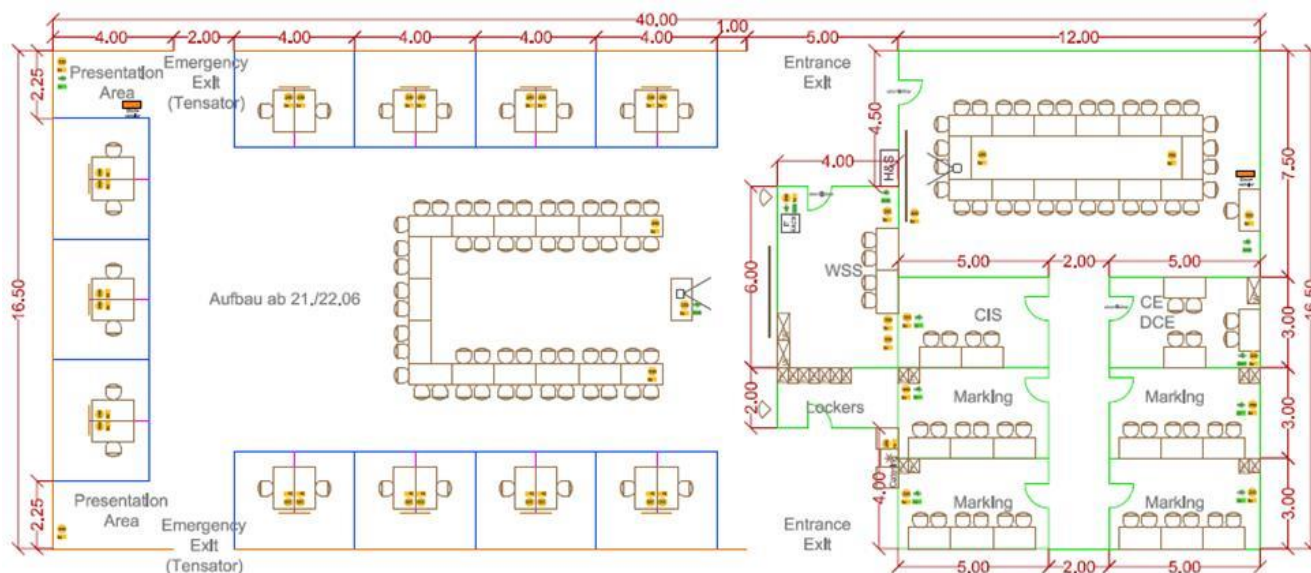 40.00
4.00
2.00
4.00
4.00
4.00
4.00
1.00
5.00
12.00
2.25
Presentation
Area
Emergency
Exit
(Tensator)
Entrance
Exit
4.50
7.50
4.00
H&S
16.50
Aufbau ab 21./22.06
6.00
WSS
5.00
2.00
5.00
CIS
CE
DCE
3.00
16.50
2.00
Lockers
Marking
Marking
3.00
4.00
Marking
Marking
3.00
2.25
Presentation
Area
Emergency
Exit
(Tensator)
Entrance
Exit
5.00
2.00
5.00